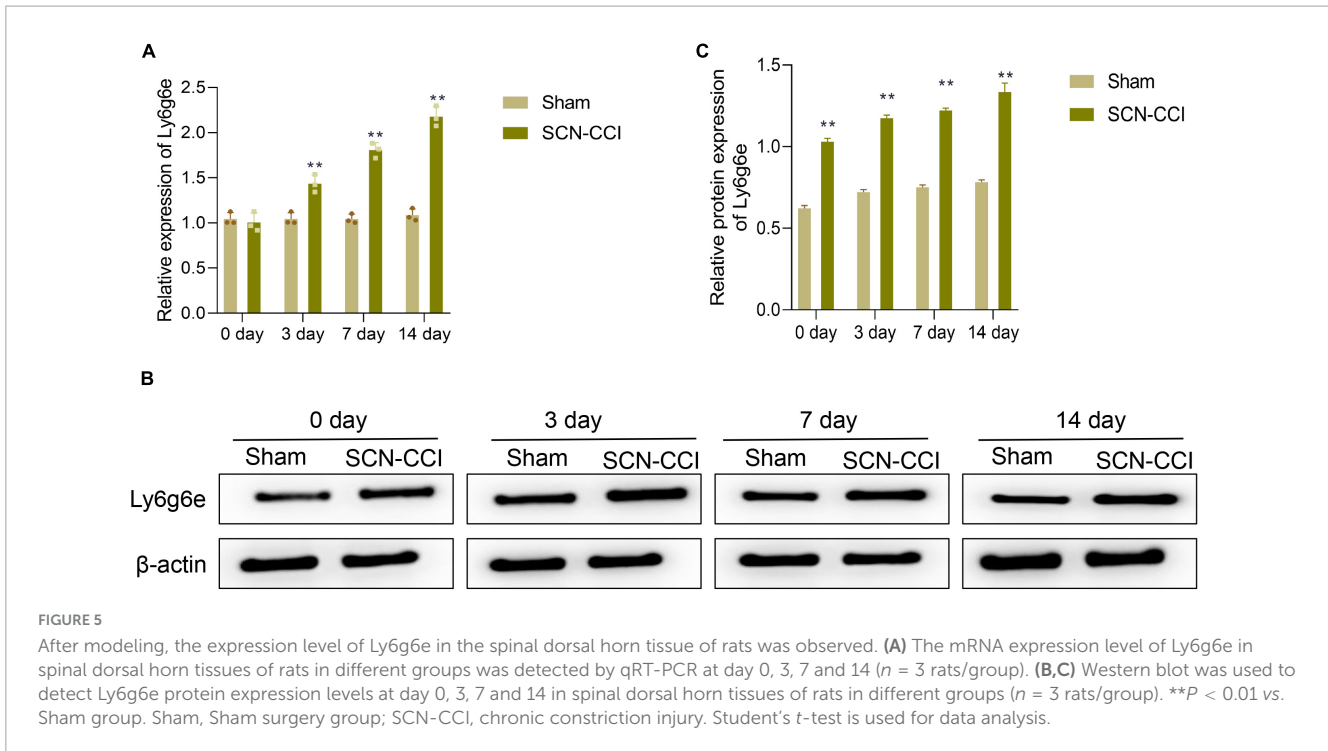 A
Relative expression of Ly6g6e
2.5
2.0
1.5
1.0
0.5
0.0
** ** **
0 day 3 day 7 day 14 day
Sham
SCN-CCI
C
Relative protein expression
of Ly6g6e
1.5
1.0
0.5
0.0
** ** ** **
0 day 3 day 7 day 14 day
Sham
SCN-CCI
B
0 day 3 day 7 day 14 day
Sham SCN-CCI Sham SCN-CCI Sham SCN-CCI Sham SCN-CCI
Ly6g6e
β-actin
FIGURE 5
After modeling, the expression level of Ly6g6e in the spinal dorsal horn tissue of rats was observed. (A) The mRNA expression level of Ly6g6e in
spinal dorsal horn tissues of rats in different groups was detected by qRT-PCR at day 0, 3, 7 and 14 (n = 3 rats/group). (B,C) Western blot was used to
detect Ly6g6e protein expression levels at day 0, 3, 7 and 14 in spinal dorsal horn tissues of rats in different groups (n = 3 rats/group). **P < 0.01 vs.
Sham group. Sham, Sham surgery group; SCN-CCI, chronic constriction injury. Student's t-test is used for data analysis.